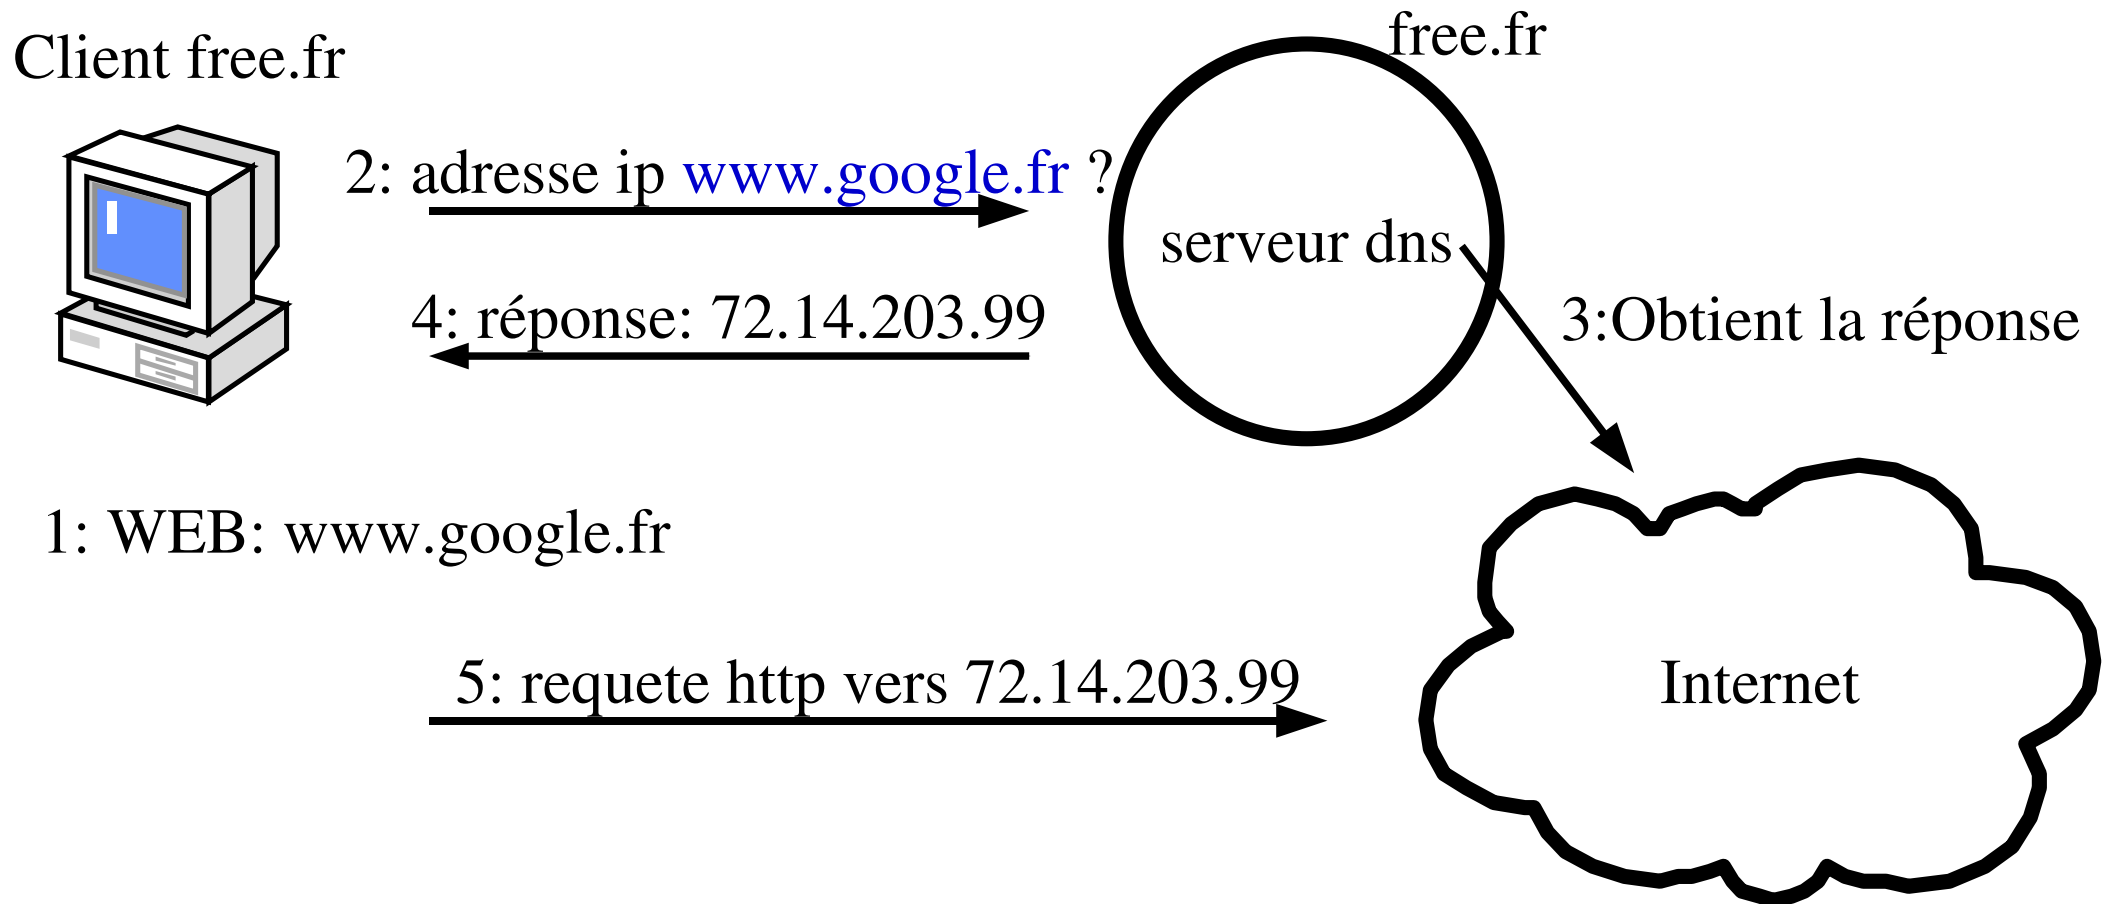 Client free.fr
free.fr
2: adresse ip www.google.fr ?
serveur dns
4: réponse: 72.14.203.99
3:Obtient la réponse
1: WEB: www.google.fr
5: requete http vers 72.14.203.99
Internet